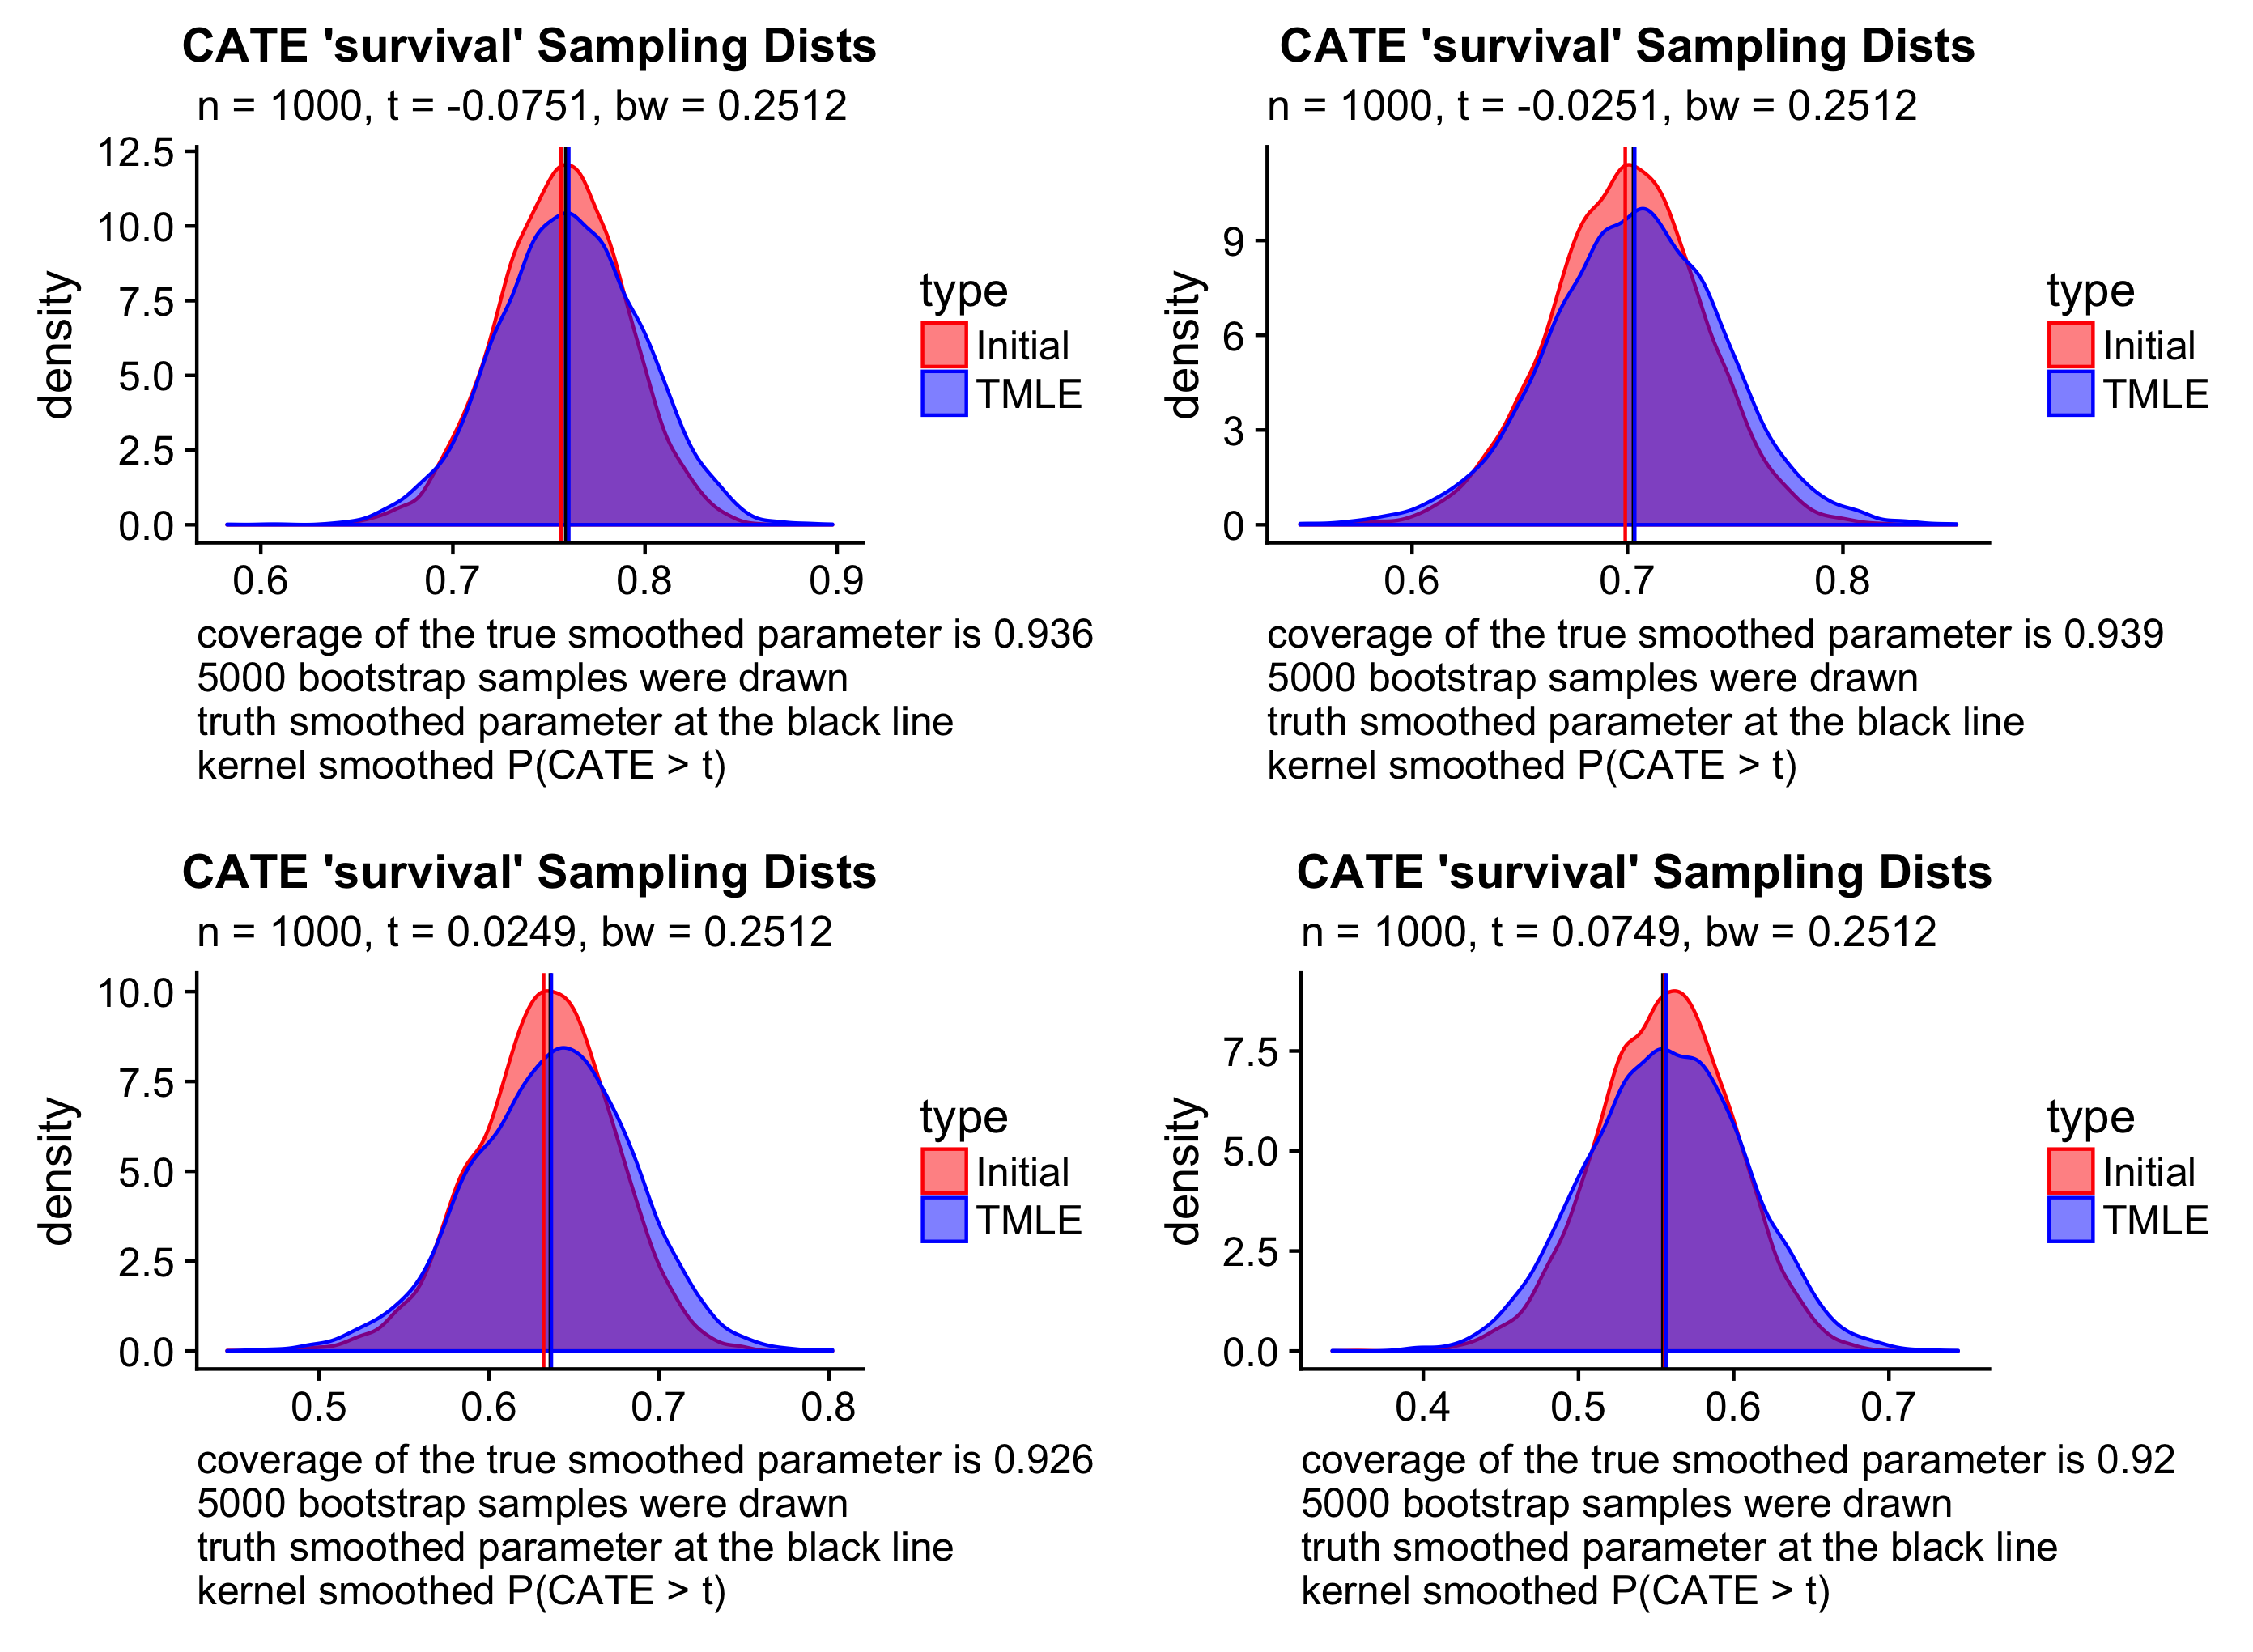 CATE 'survival' Sampling Dists
n = 1000, t = -0.0751, bw = 0.2512
12.5
10.0
7.5
5.0
2.5
0.0
density
0.6 0.7 0.8 0.9
type
Initial
TMLE
coverage of the true smoothed parameter is 0.936
5000 bootstrap samples were drawn
truth smoothed parameter at the black line
kernel smoothed P(CATE > t)
CATE 'survival' Sampling Dists
n = 1000, t = -0.0251, bw = 0.2512
9
6
3
0
density
0.6 0.7 0.8
type
Initial
TMLE
coverage of the true smoothed parameter is 0.939
5000 bootstrap samples were drawn
truth smoothed parameter at the black line
kernel smoothed P(CATE > t)
CATE 'survival' Sampling Dists
n = 1000, t = 0.0249, bw = 0.2512
10.0
7.5
5.0
2.5
0.0
density
0.5 0.6 0.7 0.8
type
Initial
TMLE
coverage of the true smoothed parameter is 0.926
5000 bootstrap samples were drawn
truth smoothed parameter at the black line
kernel smoothed P(CATE > t)
CATE 'survival' Sampling Dists
n = 1000, t = 0.0749, bw = 0.2512
7.5
5.0
2.5
0.0
density
0.4 0.5 0.6 0.7
type
Initial
TMLE
coverage of the true smoothed parameter is 0.92
5000 bootstrap samples were drawn
truth smoothed parameter at the black line
kernel smoothed P(CATE > t)